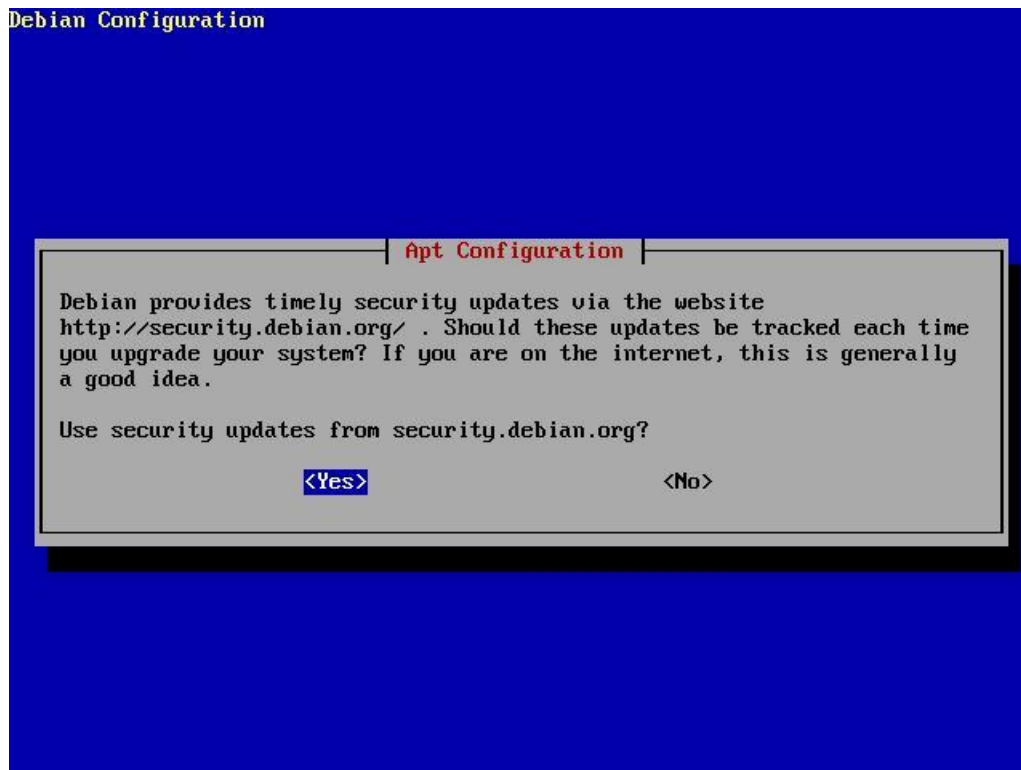 Debian Configuration
Apt Configuration
Debian provides timely security updates via the website
http://security.debian.org/ . Should these updates be tracked each time
you upgrade your system? If you are on the internet, this is generally
a good idea.
Use security updates from security.debian.org?
<Yes> <No>